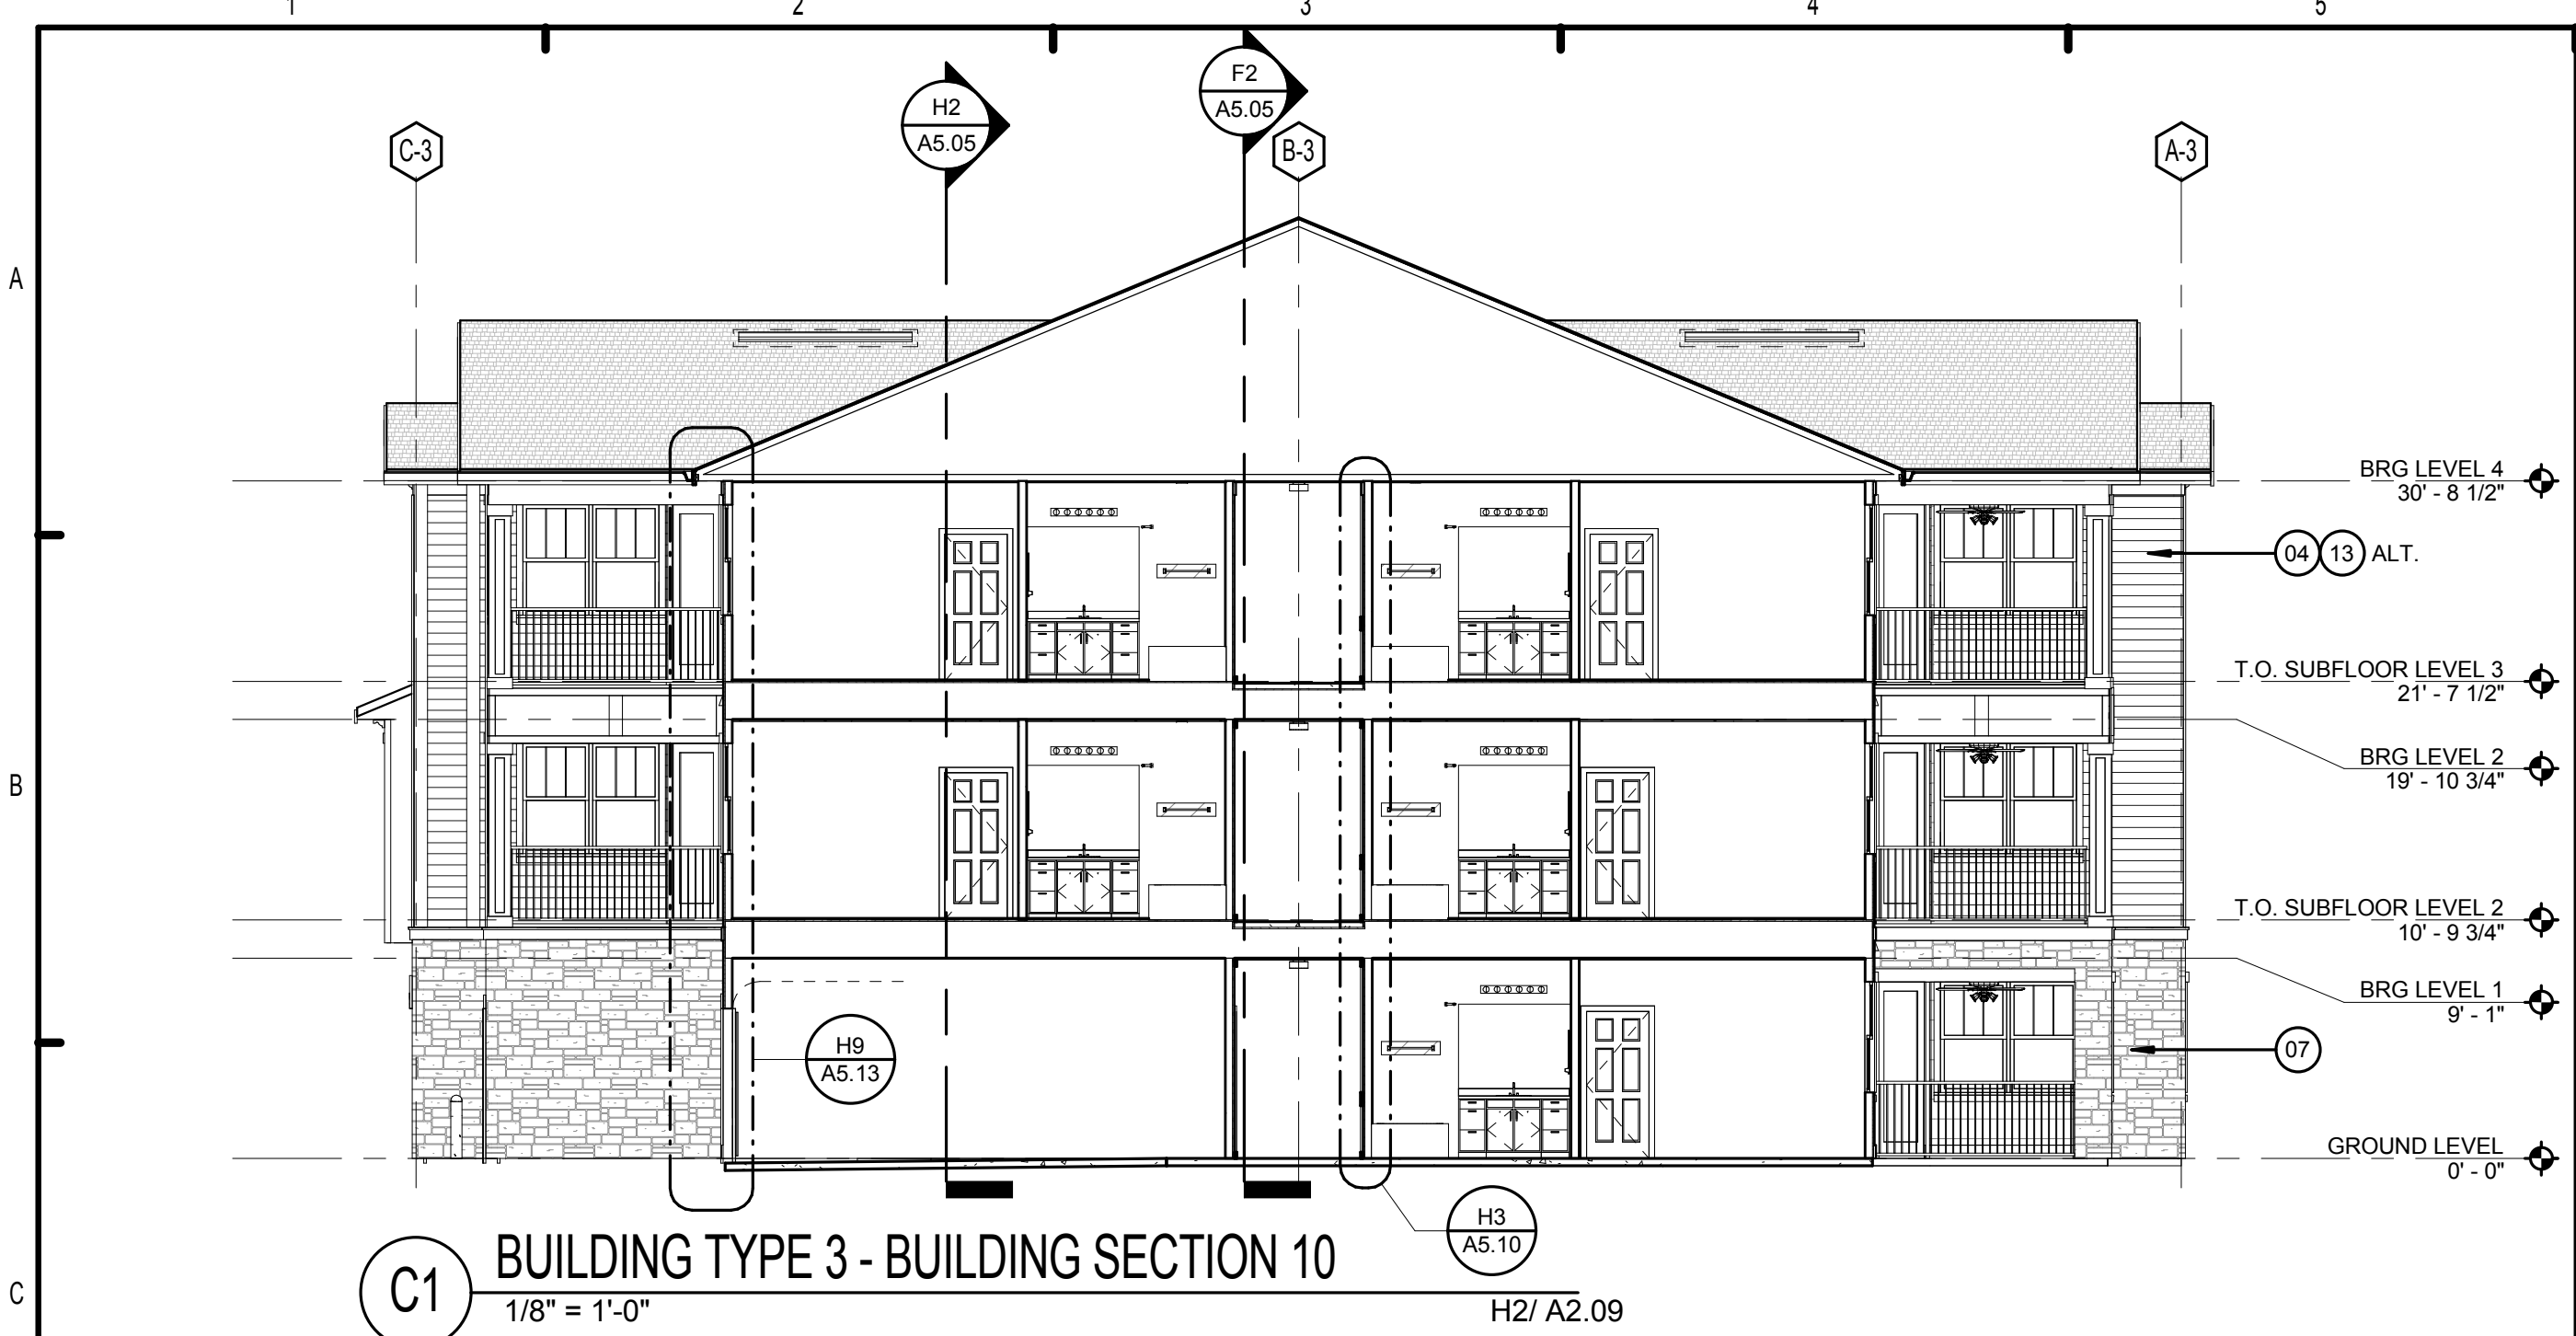 1 2 3 4 5
H2
A5.05
F2
A5.05
C-3
B-3
A-3
A
BRG LEVEL 4
30' - 8 1/2"
04 13 ALT.
T.O. SUBFLOOR LEVEL 3
21' - 7 1/2"
B
BRG LEVEL 2
19' - 10 3/4"
T.O. SUBFLOOR LEVEL 2
10' - 9 3/4"
BRG LEVEL 1
9' - 1"
H9
A5.13
07
GROUND LEVEL
0' - 0"
H3
A5.10
C
C1
BUILDING TYPE 3 - BUILDING SECTION 10
1/8" = 1'-0"
H2/ A2.09